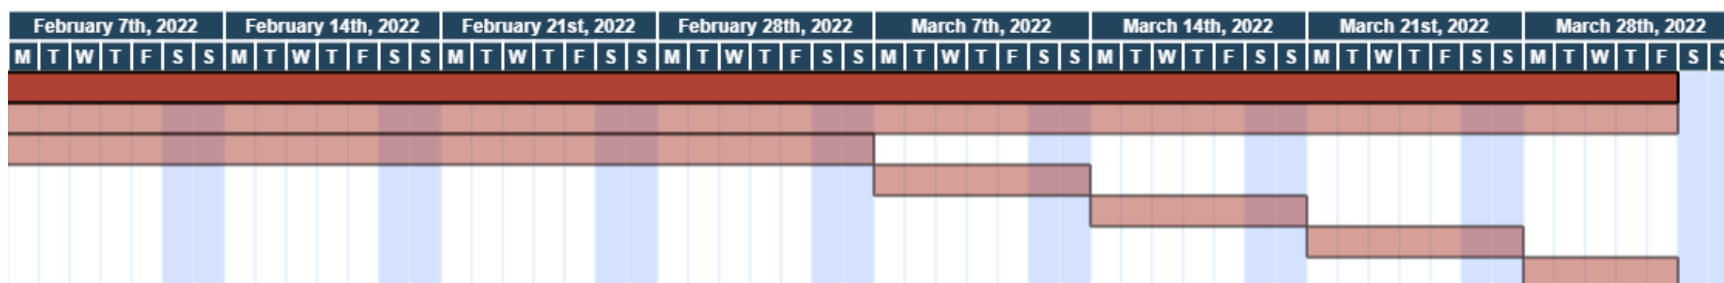 February 7th, 2022 February 14th, 2022 February 21st, 2022 February 28th, 2022 March 7th, 2022 March 14th, 2022 March 21st, 2022 March 28th, 2022
M T W T F S S M T W T F S S M T W T F S S M T W T F S S M T W T F S S M T W T F S S M T W T F S S M T W T F S S